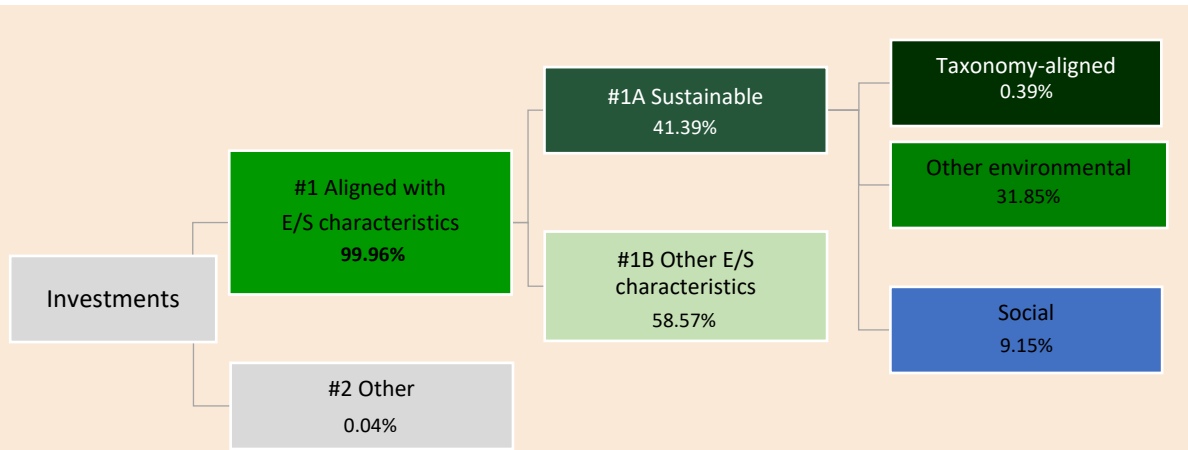 Investments
#1 Aligned with
E/S characteristics
99.96%
#2 Other
0.04%
#1A Sustainable
41.39%
#1B Other E/S
characteristics
58.57%
Taxonomy-aligned
0.39%
Other environmental
31.85%
Social
9.15%